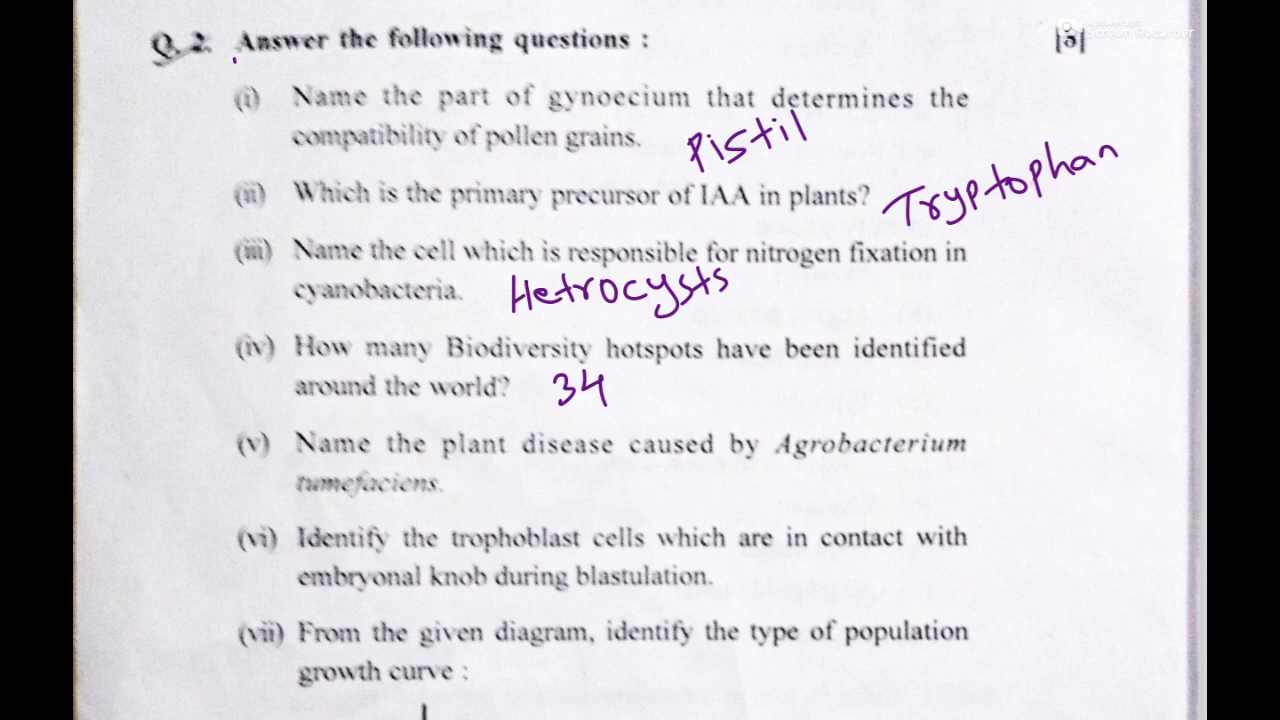 Q. 2. Answer the following questions : [8]
Screen Recorder
(i) Name the part of gynoecium that determines the
compatibility of pollen grains. Pistil
(ii) Which is the primary precursor of IAA in plants? Tryptophan
(iii) Name the cell which is responsible for nitrogen fixation in
cyanobacteria. Hetrocysts
(iv) How many Biodiversity hotspots have been identified
around the world? 34
(v) Name the plant disease caused by Agrobacterium
tumefaciens.
(vi) Identify the trophoblast cells which are in contact with
embryonal knob during blastulation.
(vii) From the given diagram, identify the type of population
growth curve :